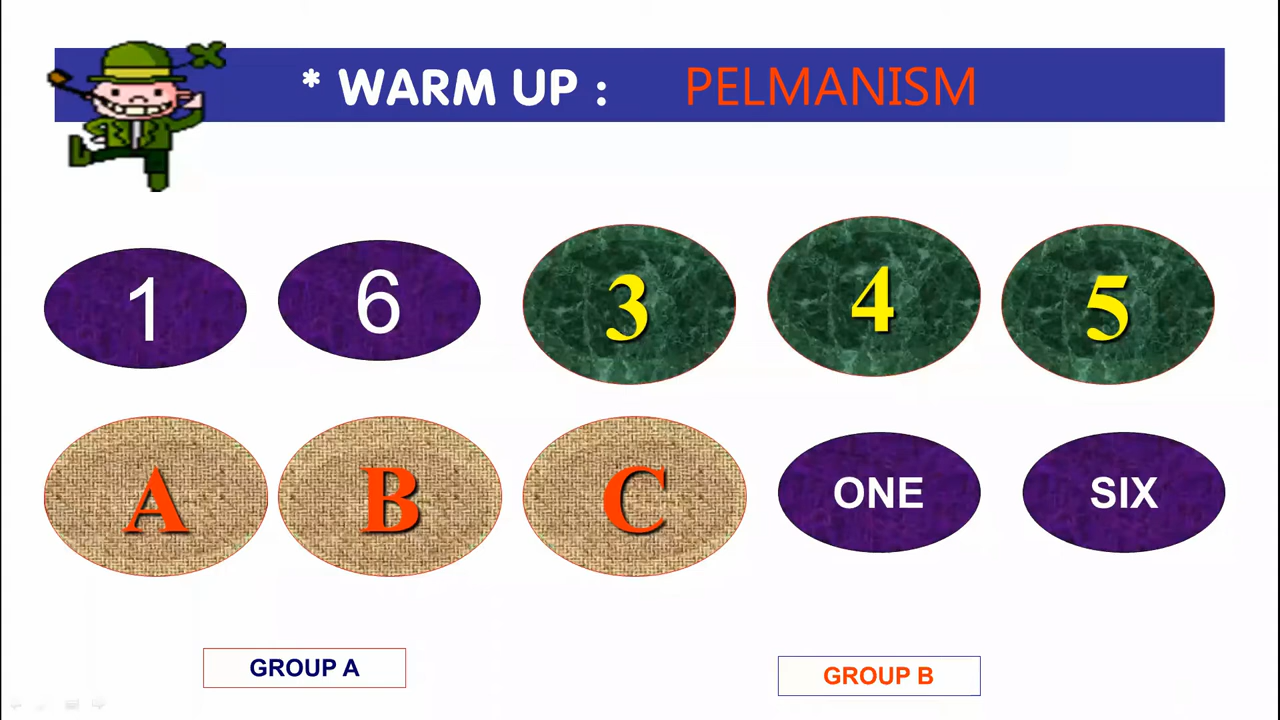 * WARM UP : PELMANISM
1 6 3 4 5
A B C ONE SIX
GROUP A GROUP B